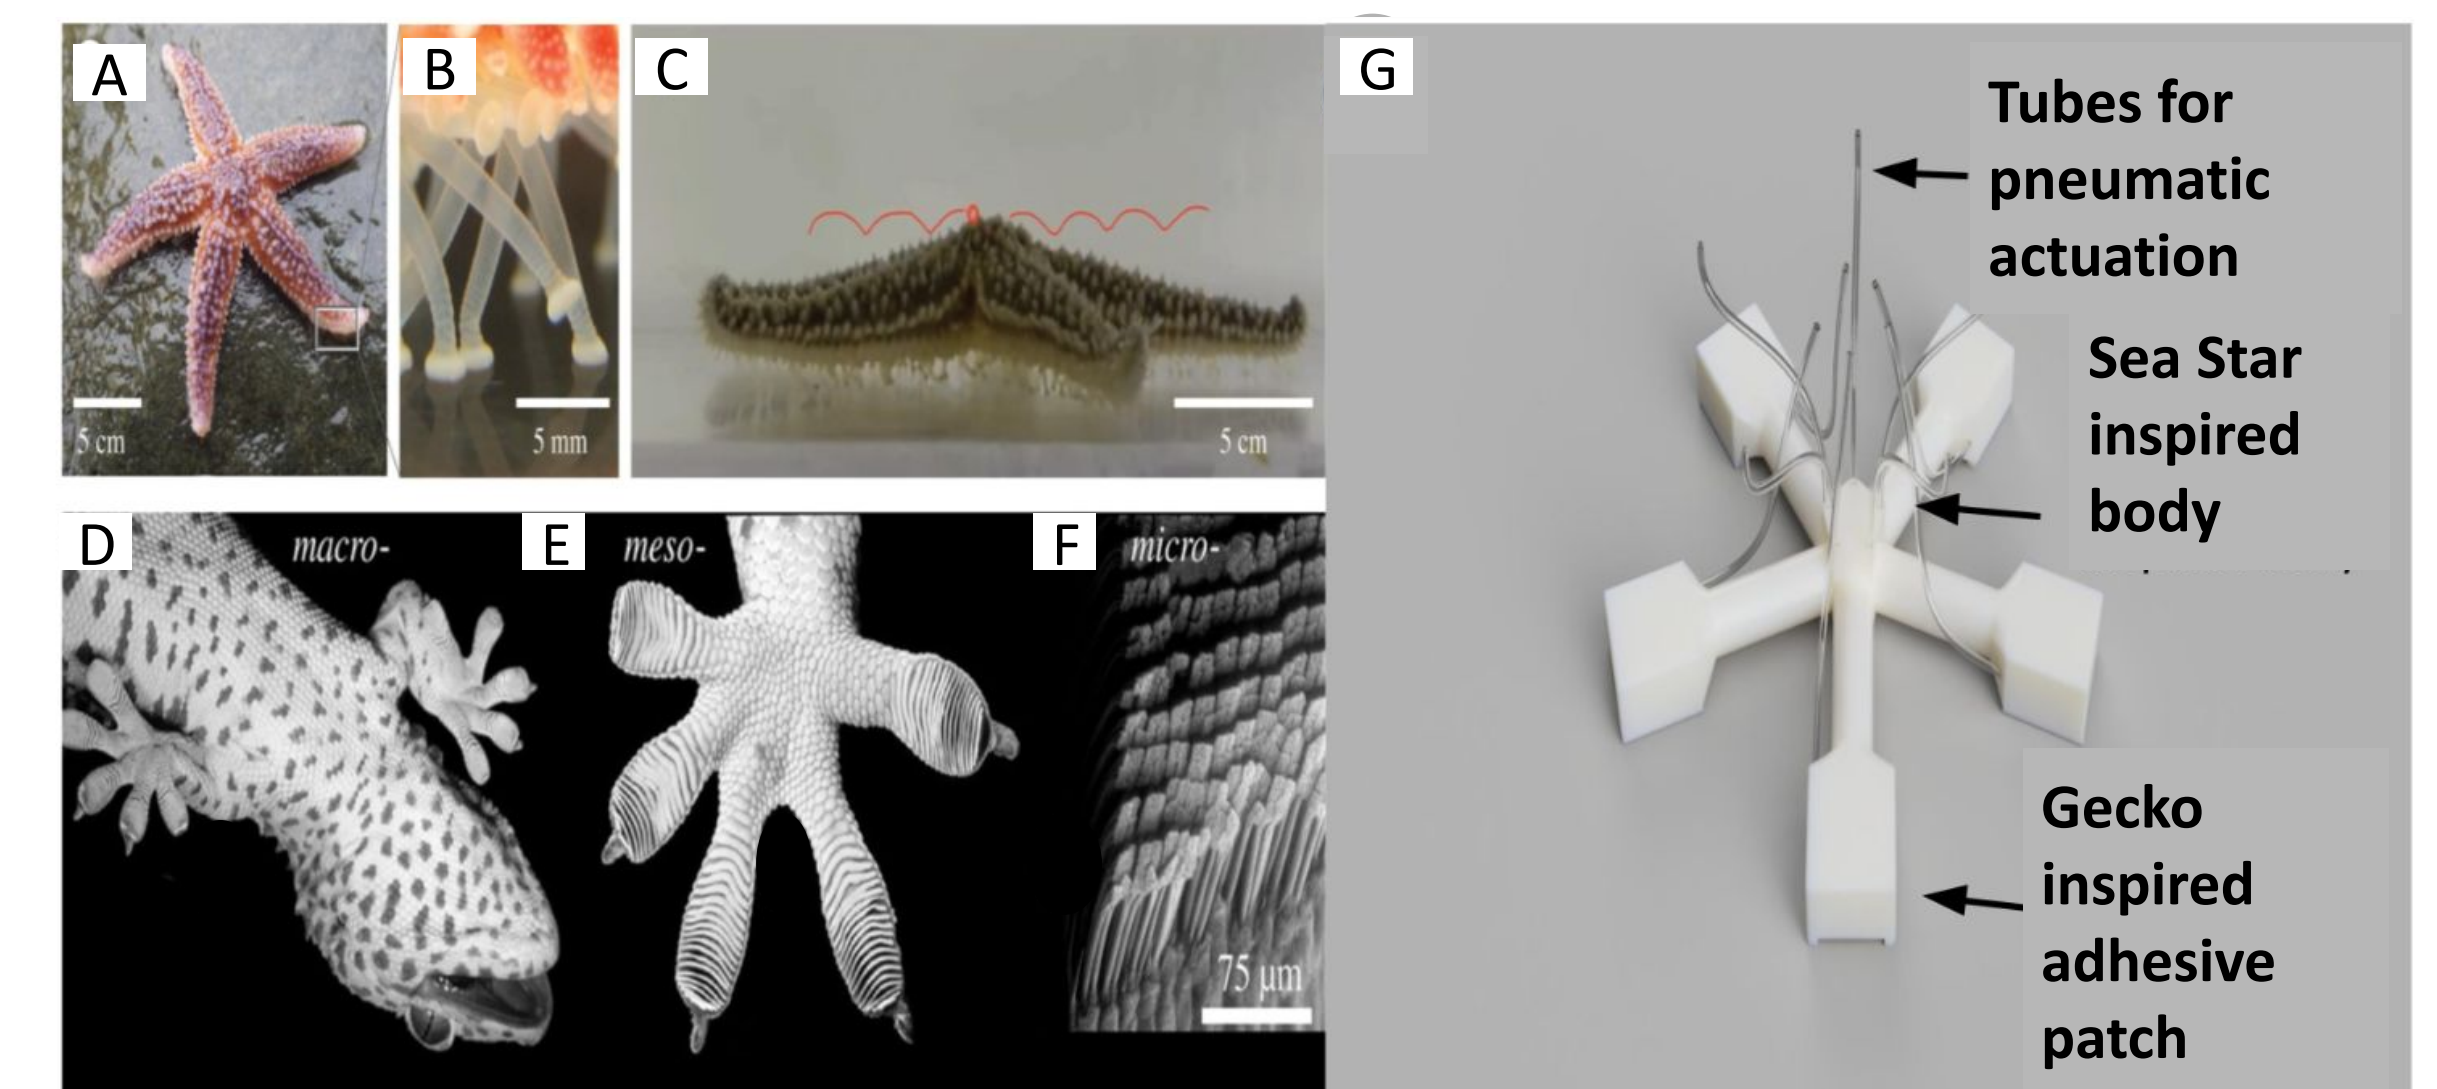 A
B
C
5 cm
5 mm
5 cm
D
macro-
E
meso-
F
micro-
75 μm
G
Tubes for
pneumatic
actuation
Sea Star
inspired
body
Gecko
inspired
adhesive
patch